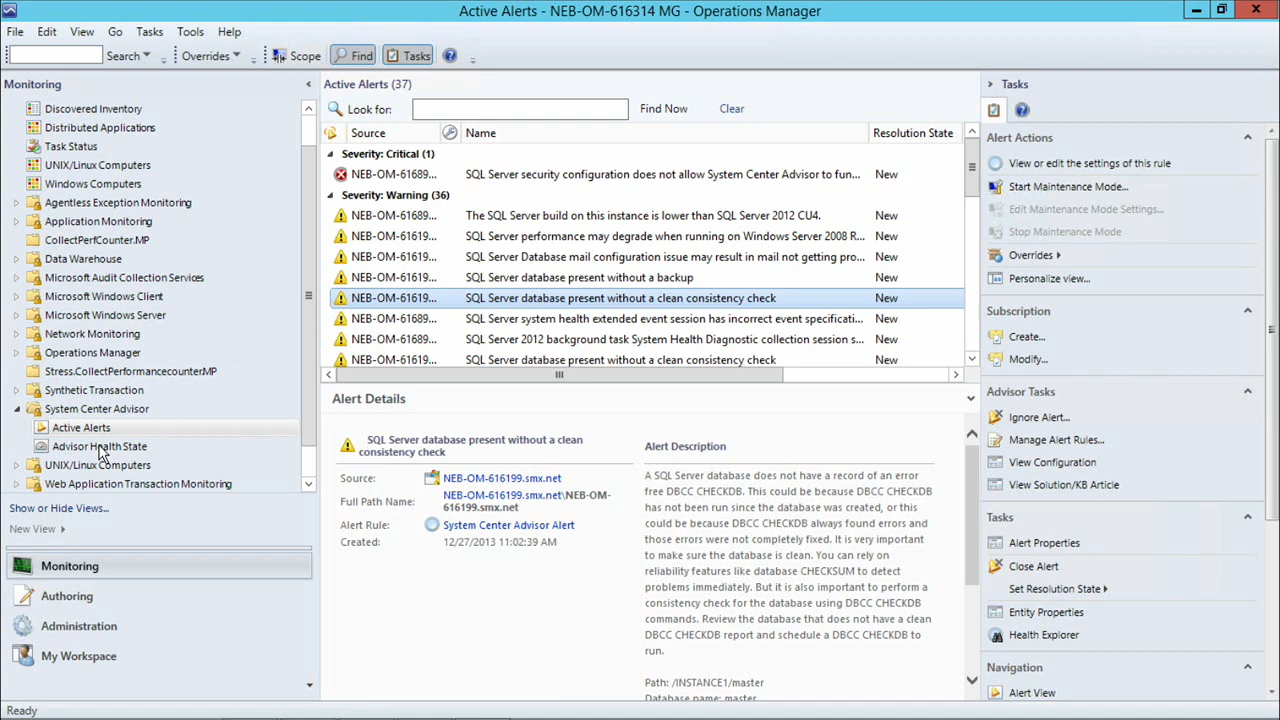 Active Alerts - NEB-OM-616314 MG - Operations Manager
File Edit View Go Tasks Tools Help
Search Overrides Scope Find Tasks
Monitoring
Discovered Inventory
Distributed Applications
Task Status
UNIX/Linux Computers
Windows Computers
Agentless Exception Monitoring
Application Monitoring
CollectPerfCounter.MP
Data Warehouse
Microsoft Audit Collection Services
Microsoft Windows Client
Microsoft Windows Server
Network Monitoring
Operations Manager
Stress.CollectPerformancecounterMP
Synthetic Transaction
System Center Advisor
Active Alerts
Advisor Health State
UNIX/Linux Computers
Web Application Transaction Monitoring
Show or Hide Views...
New View
Monitoring
Authoring
Administration
My Workspace
Ready
Active Alerts (37)
Look for: Find Now Clear
Source Name Resolution State
Severity: Critical (1)
NEB-OM-61689... SQL Server security configuration does not allow System Center Advisor to fun... New
Severity: Warning (36)
NEB-OM-61689... The SQL Server build on this instance is lower than SQL Server 2012 CU4. New
NEB-OM-61619... SQL Server performance may degrade when running on Windows Server 2008 R... New
NEB-OM-61619... SQL Server Database mail configuration issue may result in mail not getting pro... New
NEB-OM-61619... SQL Server database present without a backup New
NEB-OM-61619... SQL Server database present without a clean consistency check New
NEB-OM-61689... SQL Server system health extended event session has incorrect event specificati... New
NEB-OM-61689... SQL Server 2012 background task System Health Diagnostic collection session s... New
NEB-OM-61619... SQL Server database present without a clean consistency check New
Alert Details
SQL Server database present without a clean
consistency check
Source: NEB-OM-616199.smx.net
Full Path Name: NEB-OM-616199.smx.net\NEB-OM-
616199.smx.net
Alert Rule: System Center Advisor Alert
Created: 12/27/2013 11:02:39 AM
Alert Description
A SQL Server database does not have a record of an error
free DBCC CHECKDB. This could be because DBCC CHECKDB
has not been run since the database was created, or this
could be because DBCC CHECKDB always found errors and
those errors were not completely fixed. It is very important
to make sure the database is clean. You can rely on
reliability features like database CHECKSUM to detect
problems immediately. But it is also important to perform a
consistency check for the database using DBCC CHECKDB
commands. Review the database that does not have a clean
DBCC CHECKDB report and schedule a DBCC CHECKDB to
run.
Path: /INSTANCE1/master
Database name: master
Tasks
Alert Actions
View or edit the settings of this rule
Start Maintenance Mode...
Edit Maintenance Mode Settings...
Stop Maintenance Mode
Overrides
Personalize view...
Subscription
Create...
Modify...
Advisor Tasks
Ignore Alert...
Manage Alert Rules...
View Configuration
View Solution/KB Article
Tasks
Alert Properties
Close Alert
Set Resolution State
Entity Properties
Health Explorer
Navigation
Alert View